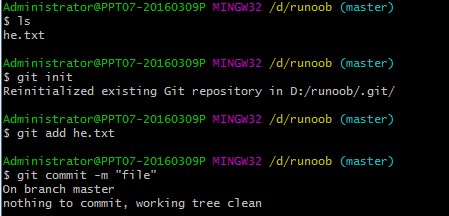 Administrator@PPT07-20160309P MINGW32 /d/runoob (master)
$ ls
he.txt
Administrator@PPT07-20160309P MINGW32 /d/runoob (master)
$ git init
Reinitialized existing Git repository in D:/runoob/.git/
Administrator@PPT07-20160309P MINGW32 /d/runoob (master)
$ git add he.txt
Administrator@PPT07-20160309P MINGW32 /d/runoob (master)
$ git commit -m "file"
On branch master
nothing to commit, working tree clean